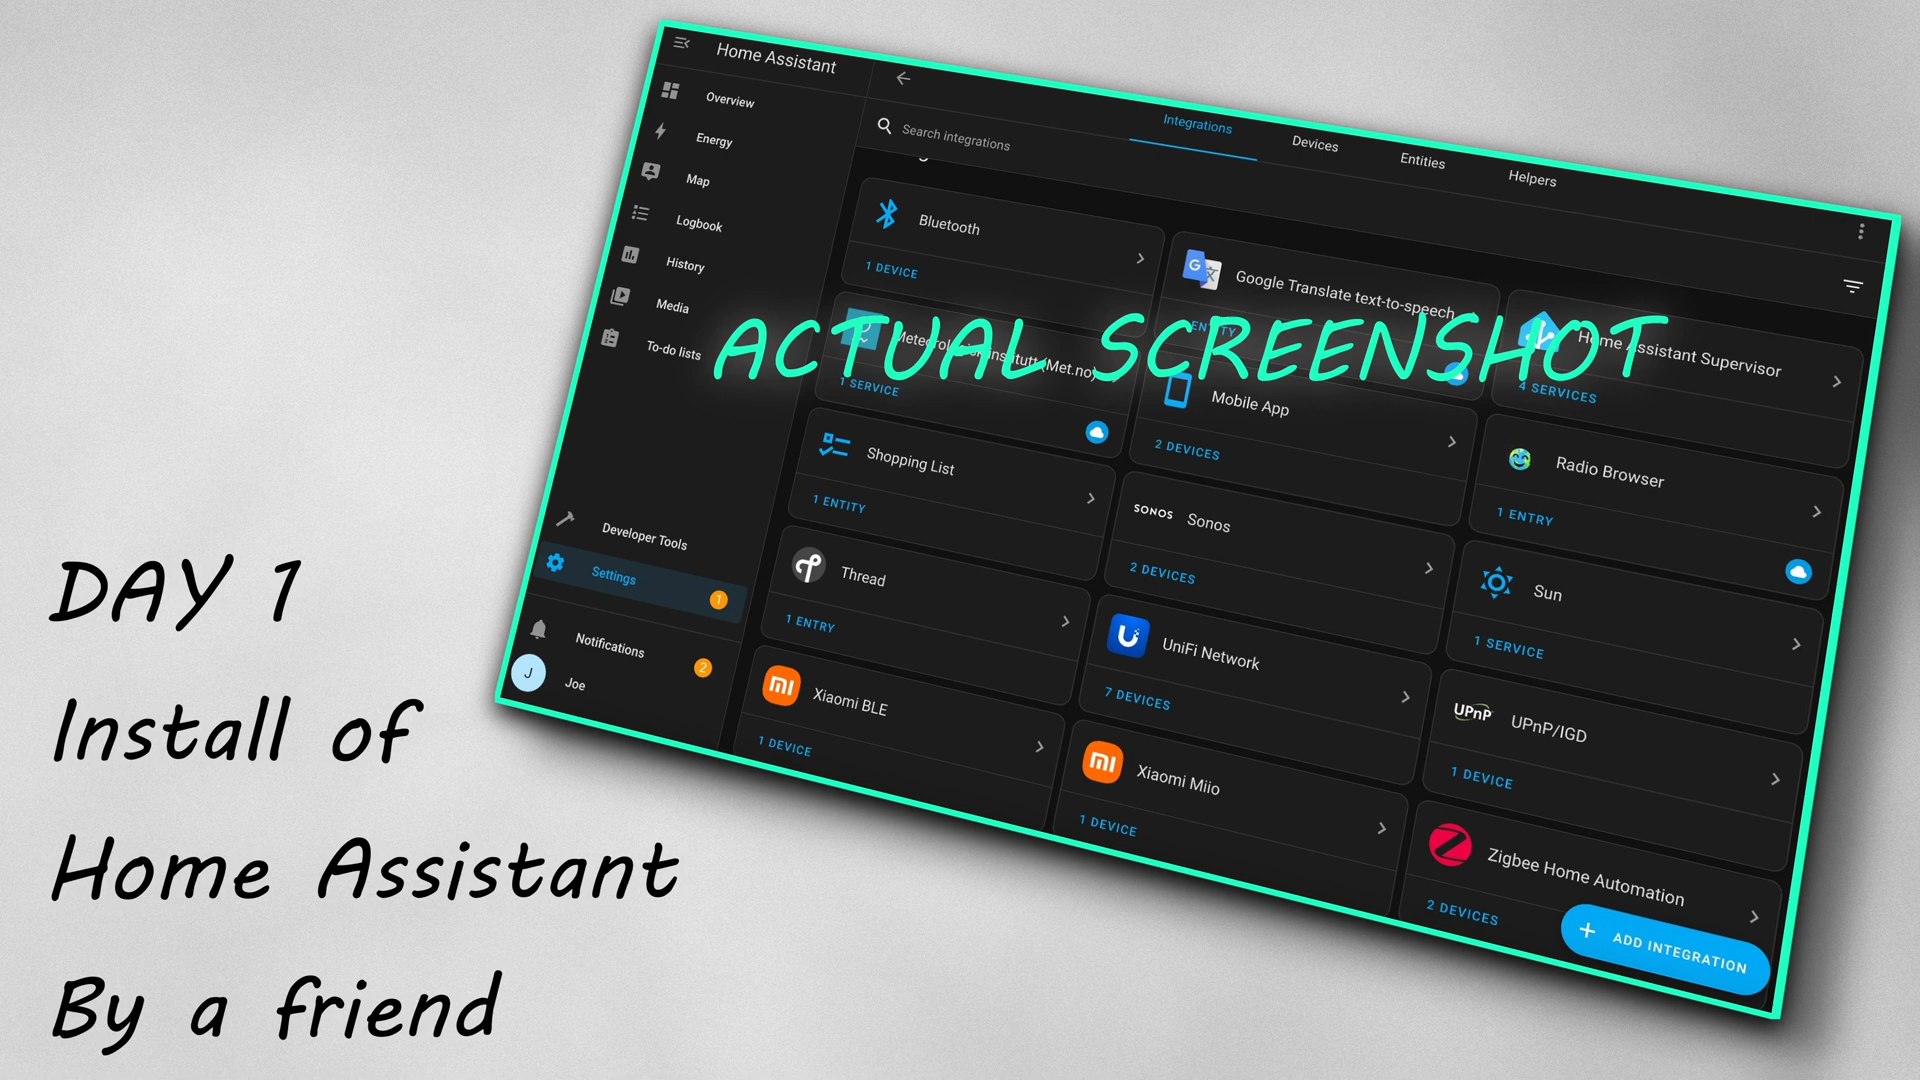 Home Assistant
Overview
Energy
Map
Logbook
History
Media
To-do lists
Developer Tools
Settings
1
Notifications
2
J
Joe
Search integrations
Integrations
Devices
Entities
Helpers
Bluetooth
1 DEVICE
G
Google Translate text-to-speech
ENTITY
Home Assistant Supervisor
4 SERVICES
ACTUAL SCREENSHOT
(Met.no)
1 SERVICE
Mobile App
2 DEVICES
Radio Browser
1 ENTRY
Shopping List
1 ENTITY
SONOS
Sonos
2 DEVICES
Sun
1 SERVICE
Thread
1 ENTRY
UniFi Network
7 DEVICES
UPnP
UPnP/IGD
1 DEVICE
Xiaomi BLE
1 DEVICE
Xiaomi Miio
1 DEVICE
Zigbee Home Automation
2 DEVICES
+ ADD INTEGRATION
DAY 1
Install of
Home Assistant
By a friend